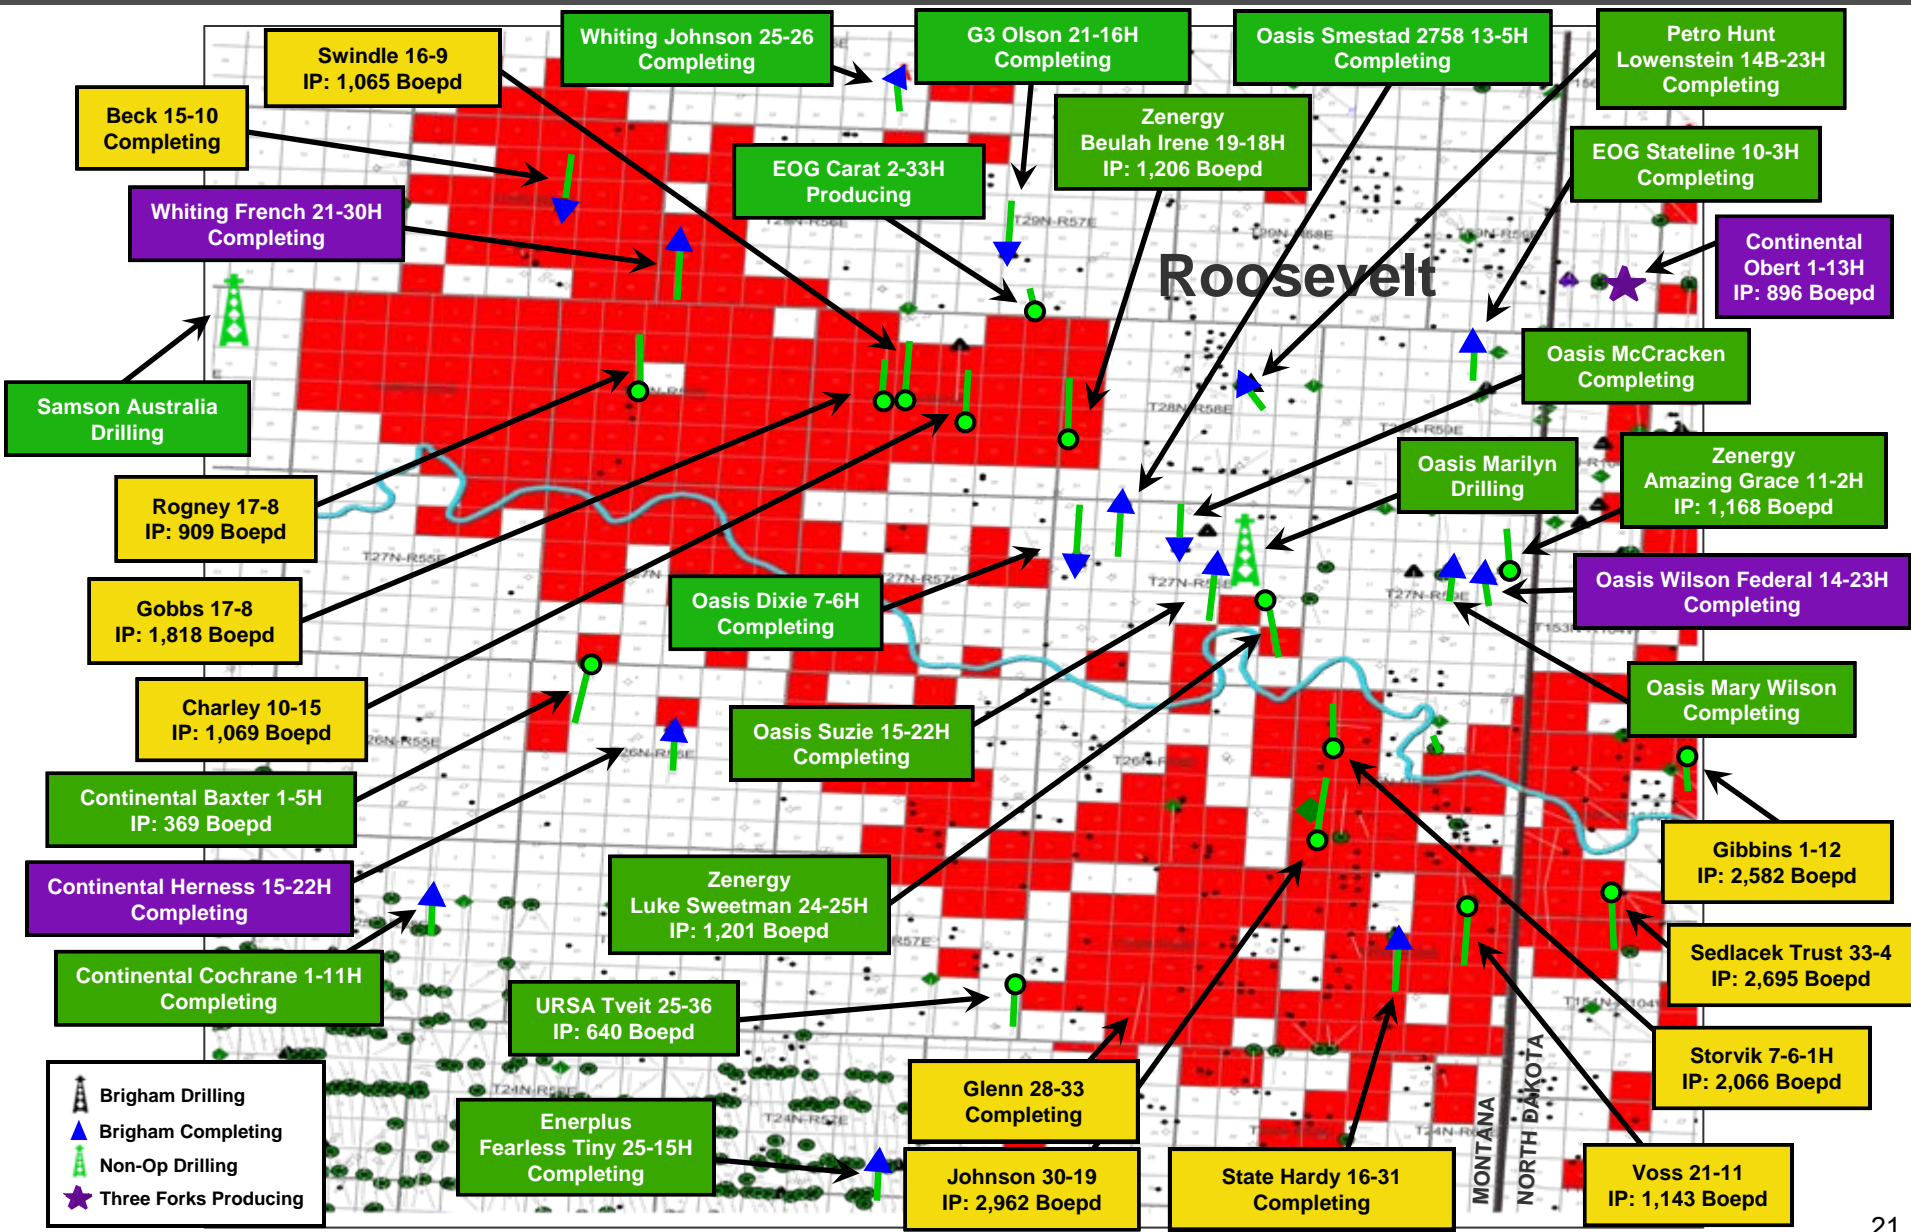 Swindle 16-9
IP: 1,065 Boepd
Whiting Johnson 25-26
Completing
G3 Olson 21-16H
Completing
Oasis Smestad 2758 13-5H
Completing
Petro Hunt
Lowenstein 14B-23H
Completing
Beck 15-10
Completing
Zenergy
Beulah Irene 19-18H
IP: 1,206 Boepd
EOG Stateline 10-3H
Completing
EOG Carat 2-33H
Producing
Whiting French 21-30H
Completing
T29N-R57E
Roosevelt
Continental
Obert 1-13H
IP: 896 Boepd
Oasis McCracken
Completing
Samson Australia
Drilling
T28N-R58E
Oasis Marilyn
Drilling
Zenergy
Amazing Grace 11-2H
IP: 1,168 Boepd
Rogney 17-8
IP: 909 Boepd
T27N-R55E
Gobbs 17-8
IP: 1,818 Boepd
Oasis Dixie 7-6H
Completing
T27N-R59E
Oasis Wilson Federal 14-23H
Completing
Charley 10-15
IP: 1,069 Boepd
Oasis Suzie 15-22H
Completing
Oasis Mary Wilson
Completing
Continental Baxter 1-5H
IP: 369 Boepd
Continental Herness 15-22H
Completing
Zenergy
Luke Sweetman 24-25H
IP: 1,201 Boepd
Gibbins 1-12
IP: 2,582 Boepd
Continental Cochrane 1-11H
Completing
Sedlacek Trust 33-4
IP: 2,695 Boepd
URSA Tveit 25-36
IP: 640 Boepd
Storvik 7-6-1H
IP: 2,066 Boepd
Glenn 28-33
Completing
Brigham Drilling
Brigham Completing
Non-Op Drilling
Three Forks Producing
Enerplus
Fearless Tiny 25-15H
Completing
T24N-R57E
MONTANA
NORTH DAKOTA
Johnson 30-19
IP: 2,962 Boepd
State Hardy 16-31
Completing
Voss 21-11
IP: 1,143 Boepd
21